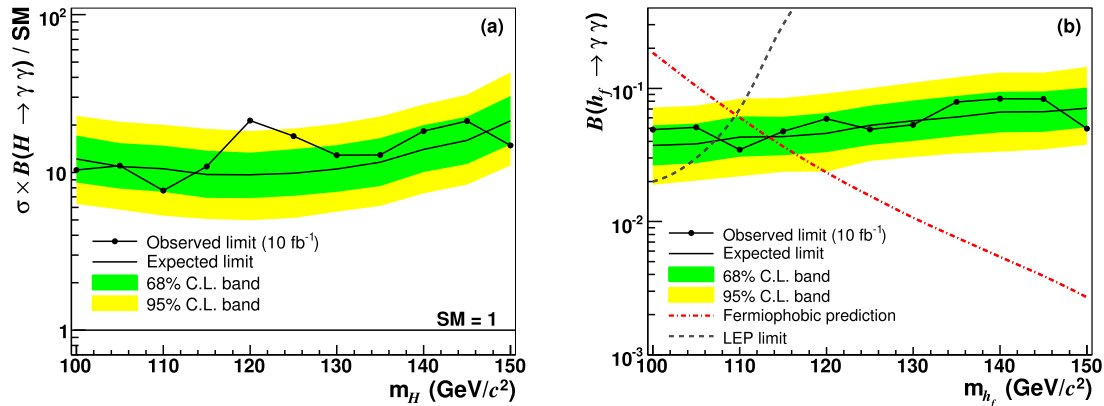 (a)
σ × B(H → γ γ) / SM
10²
10
1
Observed limit (10 fb⁻¹)
Expected limit
68% C.L. band
95% C.L. band
SM = 1
100 110 120 130 140 150
m_H (GeV/c²)
(b)
B(h_f → γ γ)
10⁻¹
10⁻²
10⁻³
Observed limit (10 fb⁻¹)
Expected limit
68% C.L. band
95% C.L. band
Fermiophobic prediction
LEP limit
100 110 120 130 140 150
m_{h_f} (GeV/c²)